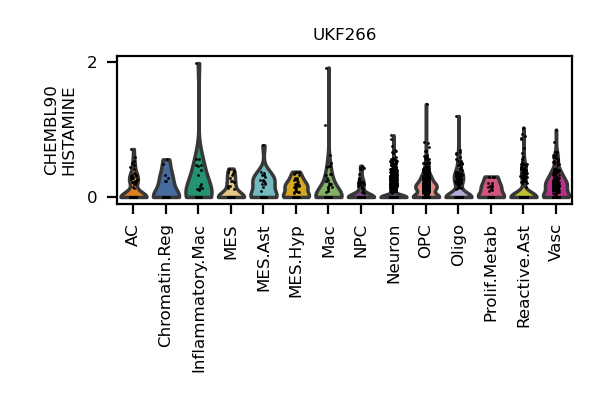 UKF266
CHEMBL90
HISTAMINE
2
0
AC
Chromatin.Reg
Inflammatory.Mac
MES
MES.Ast
MES.Hyp
Mac
NPC
Neuron
OPC
Oligo
Prolif.Metab
Reactive.Ast
Vasc